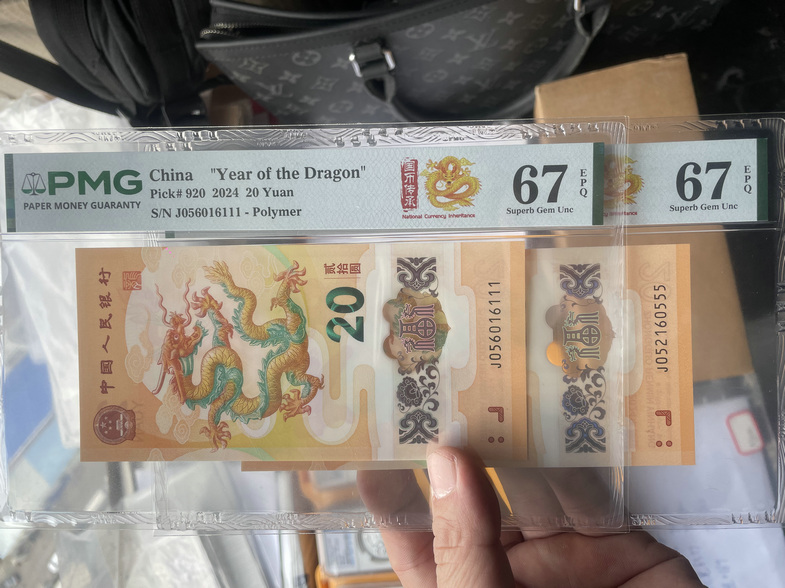 PMG
PAPER MONEY GUARANTY
China "Year of the Dragon"
Pick# 920 2024 20 Yuan
S/N J056016111 - Polymer
国币传承
National Currency Inheritance
67
EPQ
Superb Gem Unc
67
EPQ
Superb Gem Unc
中國人民银行
贰拾圆
20
福
J056016111
J052160555